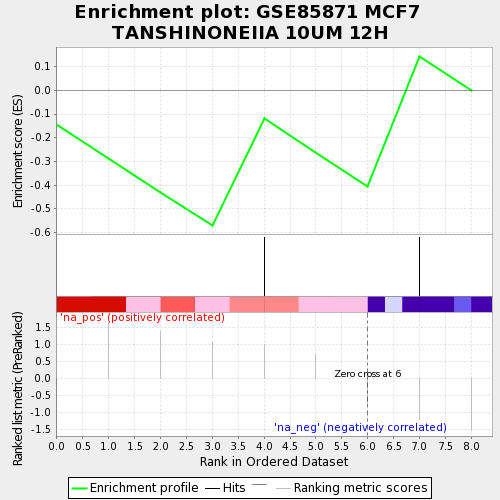 Enrichment plot: GSE85871 MCF7
TANSHINONEIIA 10UM 12H
Enrichment score (ES)
0.1
0.0
-0.1
-0.2
-0.3
-0.4
-0.5
-0.6
'na_pos' (positively correlated)
Ranked list metric (PreRanked)
1.5
1.0
0.5
0.0
-0.5
-1.0
-1.5
Zero cross at 6
'na_neg' (negatively correlated)
0.0 0.5 1.0 1.5 2.0 2.5 3.0 3.5 4.0 4.5 5.0 5.5 6.0 6.5 7.0 7.5 8.0
Rank in Ordered Dataset
Enrichment profile Hits Ranking metric scores